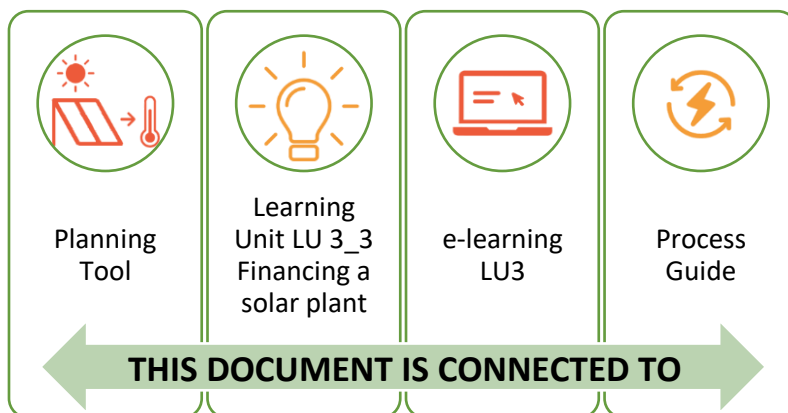 Planning
Tool
Learning
Unit LU 3_3
Financing a
solar plant
e-learning
LU3
Process
Guide
THIS DOCUMENT IS CONNECTED TO